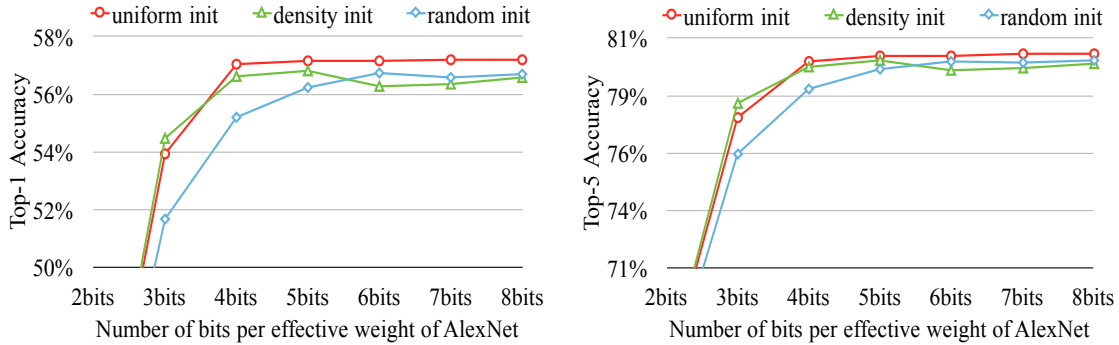 uniform init density init random init
58%
56%
54%
52%
50%
Top-1 Accuracy
2bits 3bits 4bits 5bits 6bits 7bits 8bits
Number of bits per effective weight of AlexNet
uniform init density init random init
81%
79%
76%
74%
71%
Top-5 Accuracy
2bits 3bits 4bits 5bits 6bits 7bits 8bits
Number of bits per effective weight of AlexNet